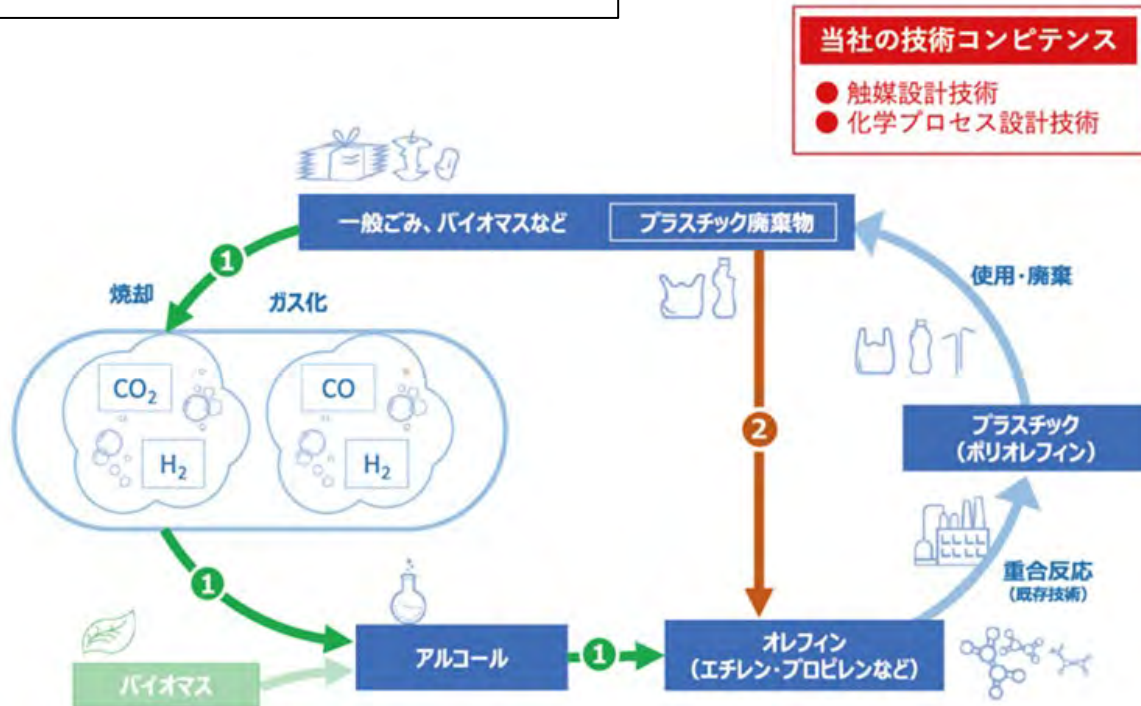 当社の技術コンピテンス
● 触媒設計技術
● 化学プロセス設計技術
一般ごみ、バイオマスなど
プラスチック廃棄物
1
焼却
ガス化
使用・廃棄
CO₂
CO
H₂
H₂
2
プラスチック
(ポリオレフィン)
1
重合反応
(既存技術)
バイオマス
アルコール
1
オレフィン
(エチレン・プロピレンなど)